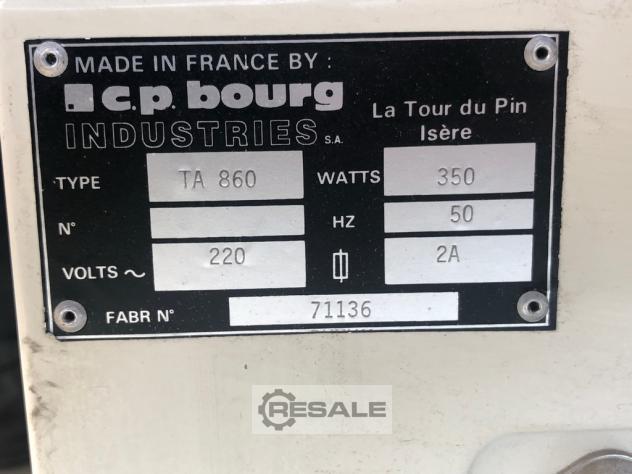 MADE IN FRANCE BY :
c.p. bourg
INDUSTRIES S.A.
La Tour du Pin
Isère
TYPE TA 860 WATTS 350
N° HZ 50
VOLTS ~ 220 2A
FABR N° 71136
RESALE